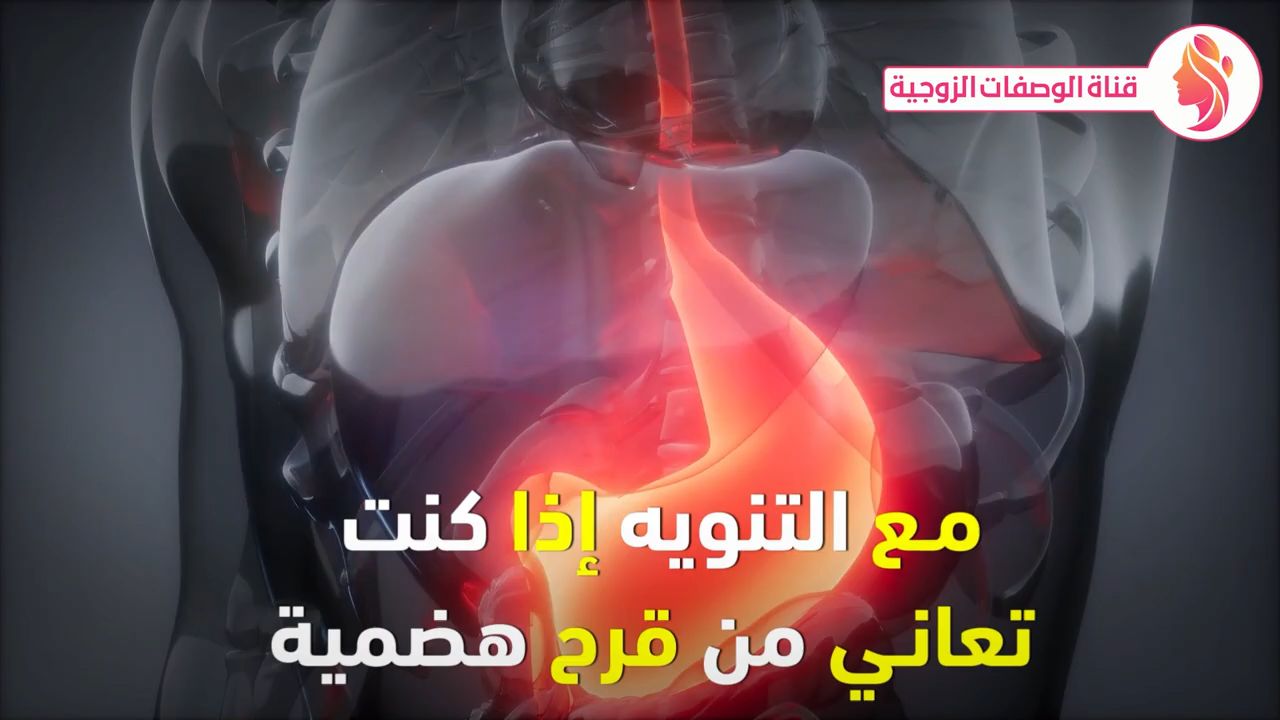 قناة الوصفات الزوجية
مع التنويه إذا كنت
تعاني من قرح هضمية